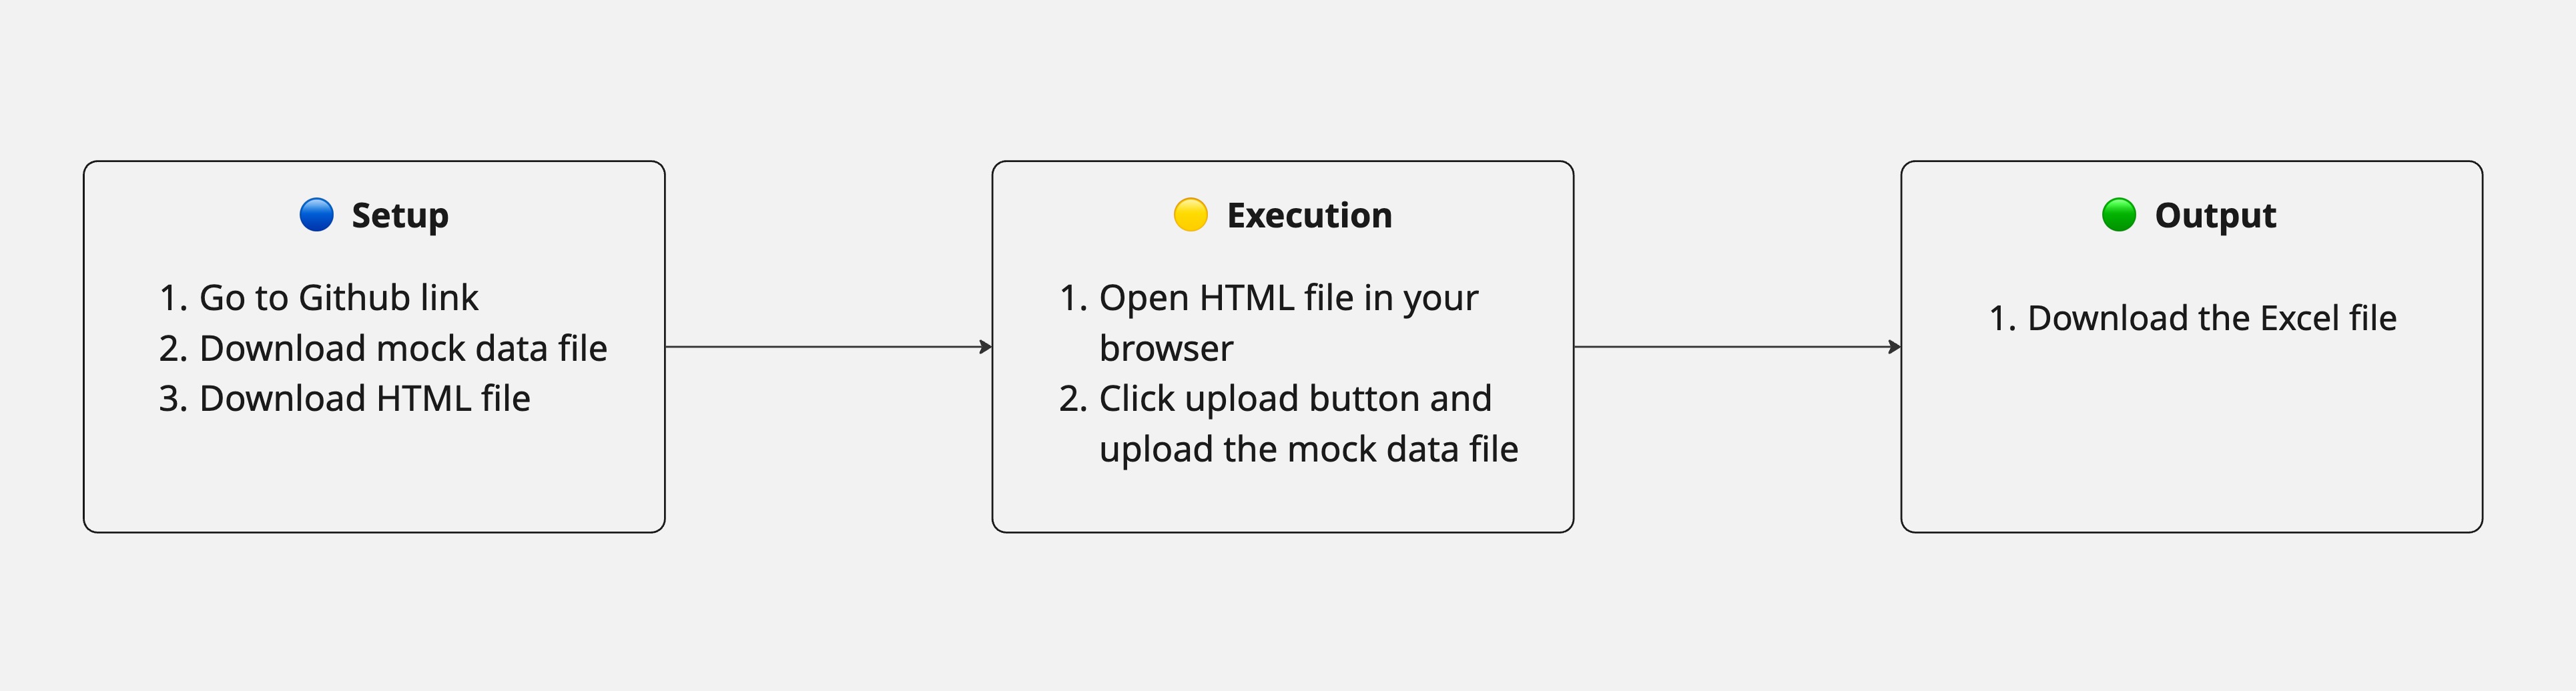 Setup
1. Go to Github link
2. Download mock data file
3. Download HTML file
Execution
1. Open HTML file in your
browser
2. Click upload button and
upload the mock data file
Output
1. Download the Excel file